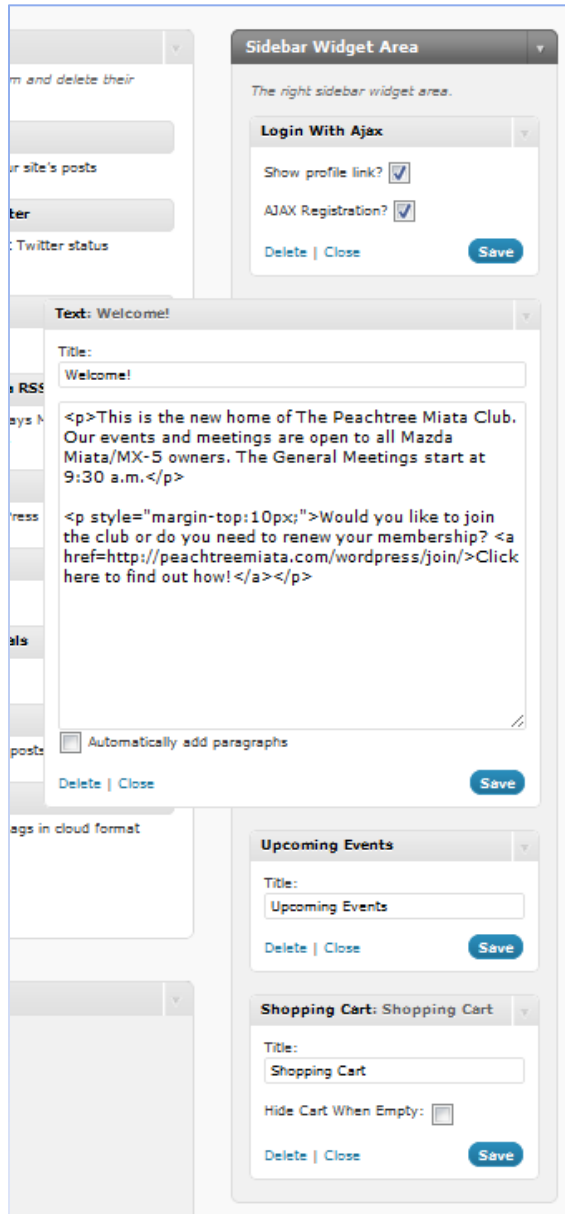 Sidebar Widget Area
m and delete their
The right sidebar widget area.
Login With Ajax
ur site's posts
Show profile link?
ter
AJAX Registration?
Twitter status
Delete | Close
Save
Text: Welcome!
Title:
Welcome!
RSS
ays
<p>This is the new home of The Peachtree Miata Club.
Our events and meetings are open to all Mazda
Miata/MX-5 owners. The General Meetings start at
9:30 a.m.</p>
<p style="margin-top:10px;">Would you like to join
the club or do you need to renew your membership? <a
href=http://peachtreemiata.com/wordpress/join/>Click
here to find out how!</a></p>
ress
als
posts
Automatically add paragraphs
Delete | Close
Save
ags in cloud format
Upcoming Events
Title:
Upcoming Events
Delete | Close
Save
Shopping Cart: Shopping Cart
Title:
Shopping Cart
Hide Cart When Empty:
Delete | Close
Save